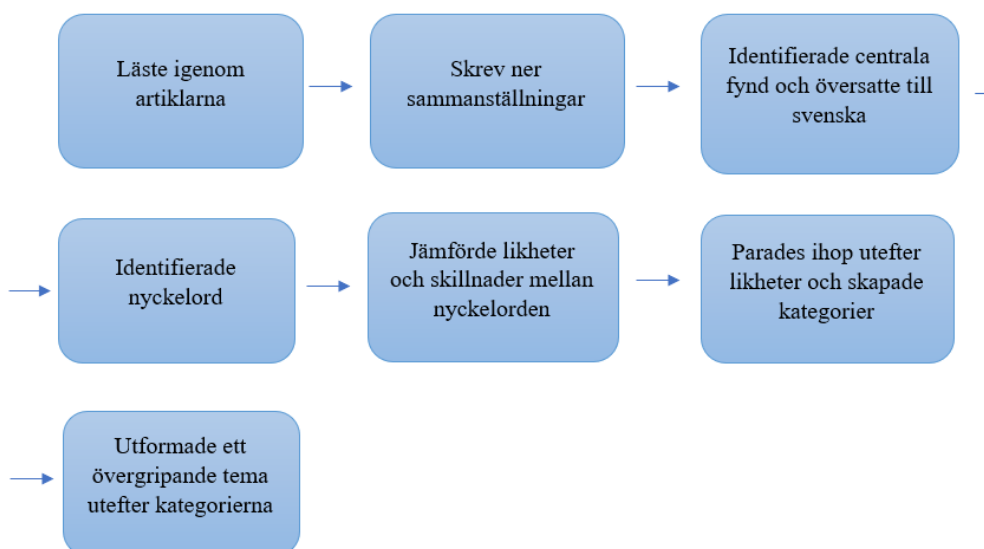 Läste igenom
artiklarna
Skrev ner
sammanställningar
Identifierade centrala
fynd och översatte till
svenska
Identifierade
nyckelord
Jämförde likheter
och skillnader mellan
nyckelorden
Parades ihop utefter
likheter och skapade
kategorier
Utformade ett
övergripande tema
utefter kategorierna